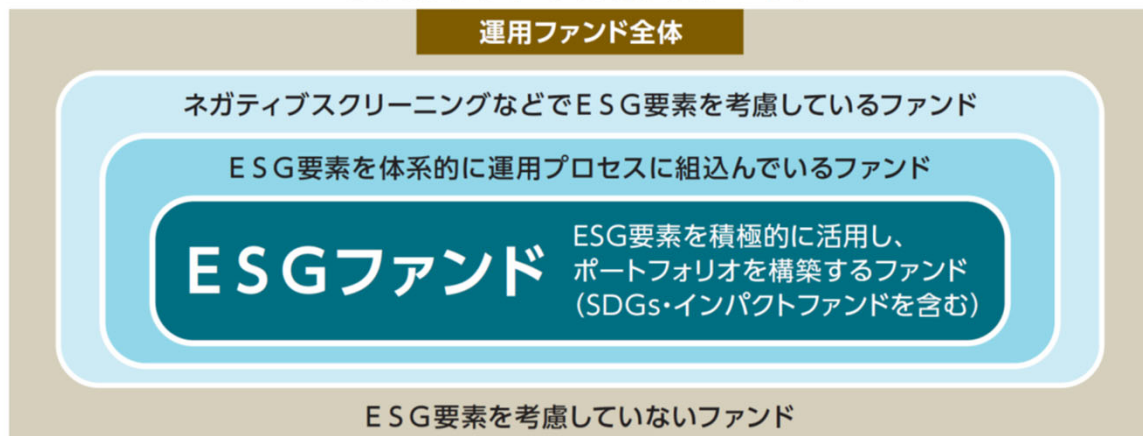 運用ファンド全体
ネガティブスクリーニングなどでESG要素を考慮しているファンド
ESG要素を体系的に運用プロセスに組込んでいるファンド
ESGファンド
ESG要素を積極的に活用し、
ポートフォリオを構築するファンド
(SDGs・インパクトファンドを含む)
ESG要素を考慮していないファンド